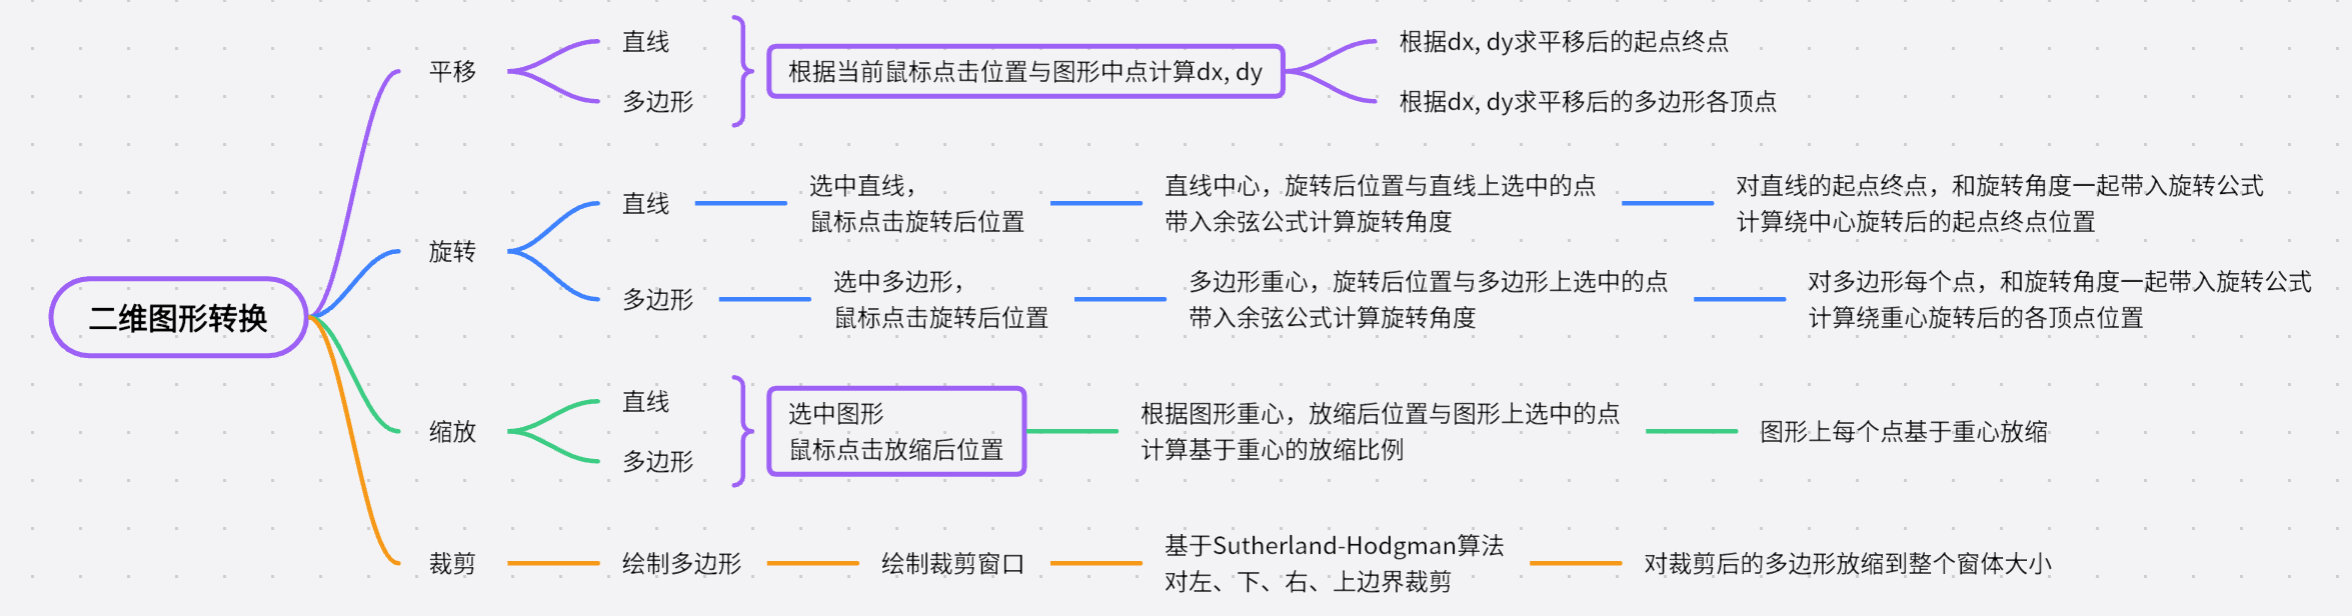 二维图形转换
平移
直线
多边形
根据当前鼠标点击位置与图形中点计算dx, dy
根据dx, dy求平移后的起点终点
根据dx, dy求平移后的多边形各顶点
旋转
直线
选中直线，
鼠标点击旋转后位置
直线中心，旋转后位置与直线上选中的点
带入余弦公式计算旋转角度
对直线的起点终点，和旋转角度一起带入旋转公式
计算绕中心旋转后的起点终点位置
多边形
选中多边形，
鼠标点击旋转后位置
多边形重心，旋转后位置与多边形上选中的点
带入余弦公式计算旋转角度
对多边形每个点，和旋转角度一起带入旋转公式
计算绕重心旋转后的各顶点位置
缩放
直线
多边形
选中图形
鼠标点击放缩后位置
根据图形重心，放缩后位置与图形上选中的点
计算基于重心的放缩比例
图形上每个点基于重心放缩
裁剪
绘制多边形
绘制裁剪窗口
基于Sutherland-Hodgman算法
对左、下、右、上边界裁剪
对裁剪后的多边形放缩到整个窗体大小